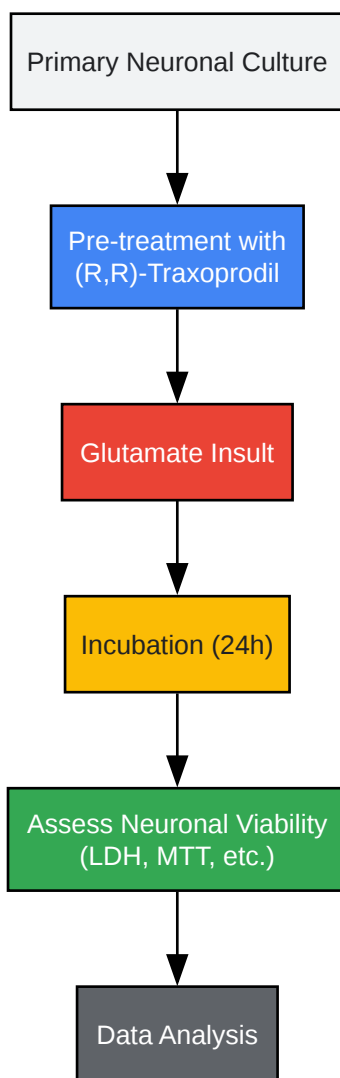 Primary Neuronal Culture
Pre-treatment with
(R,R)-Traxoprodil
Glutamate Insult
Incubation (24h)
Assess Neuronal Viability
(LDH, MTT, etc.)
Data Analysis